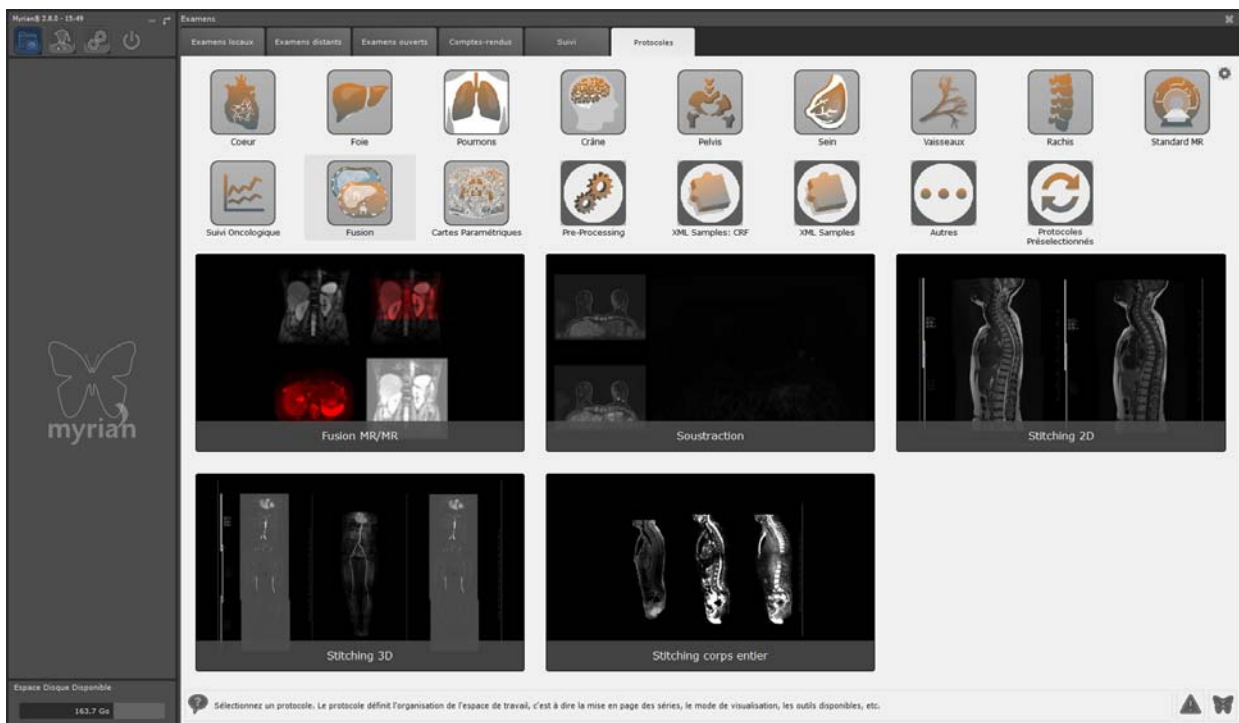 Myrian® 2.6.0 - 15:49
Examens
Examens locaux
Examens distants
Examens ouverts
Comptes-rendus
Suivi
Protocoles
Coeur
Foie
Poumons
Crâne
Pelvis
Sein
Vaisseaux
Rachis
Standard MR
Suivi Oncologique
Fusion
Cartes Paramétriques
Pre-Processing
XML Samples: CRF
XML Samples
Autres
Protocoles
Préselectionnés
Fusion MR/MR
Soustraction
Stitching 2D
myrian
Stitching 3D
Stitching corps entier
Espace Disque Disponible
163.7 Go
Sélectionnez un protocole. Le protocole définit l'organisation de l'espace de travail, c'est à dire la mise en page des séries, le mode de visualisation, les outils disponibles, etc.